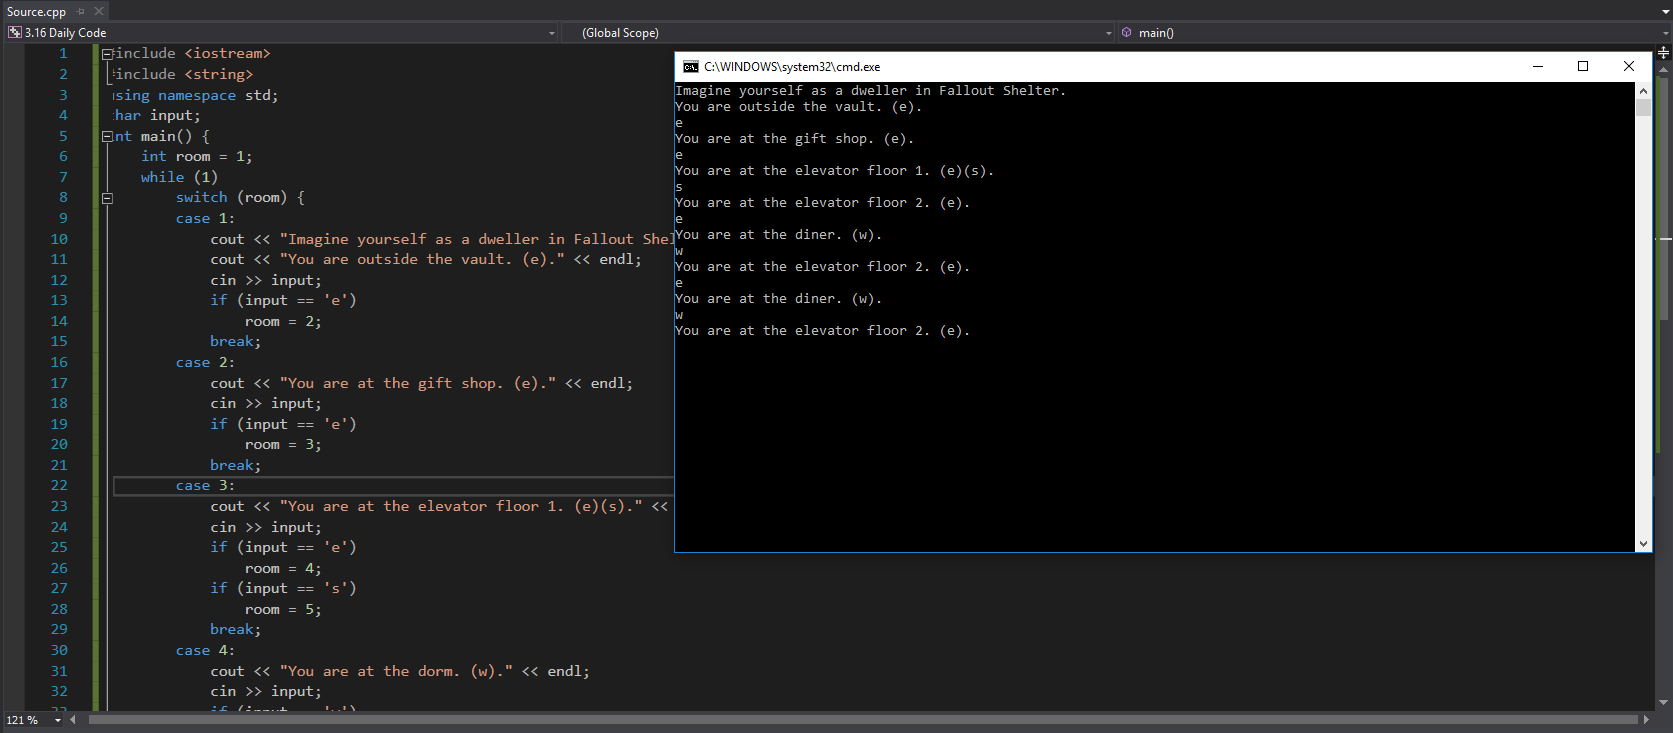 Source.cpp
3.16 Daily Code
(Global Scope)
main()
1 #include <iostream>
2 #include <string>
3 using namespace std;
4 char input;
5 int main() {
6 int room = 1;
7 while (1)
8 switch (room) {
9 case 1:
10 cout << "Imagine yourself as a dweller in Fallout Shel
11 cout << "You are outside the vault. (e)." << endl;
12 cin >> input;
13 if (input == 'e')
14 room = 2;
15 break;
16 case 2:
17 cout << "You are at the gift shop. (e)." << endl;
18 cin >> input;
19 if (input == 'e')
20 room = 3;
21 break;
22 case 3:
23 cout << "You are at the elevator floor 1. (e)(s)." <<
24 cin >> input;
25 if (input == 'e')
26 room = 4;
27 if (input == 's')
28 room = 5;
29 break;
30 case 4:
31 cout << "You are at the dorm. (w)." << endl;
32 cin >> input;
121 %
C:\WINDOWS\system32\cmd.exe
Imagine yourself as a dweller in Fallout Shelter.
You are outside the vault. (e).
e
You are at the gift shop. (e).
e
You are at the elevator floor 1. (e)(s).
s
You are at the elevator floor 2. (e).
e
You are at the diner. (w).
w
You are at the elevator floor 2. (e).
e
You are at the diner. (w).
w
You are at the elevator floor 2. (e).